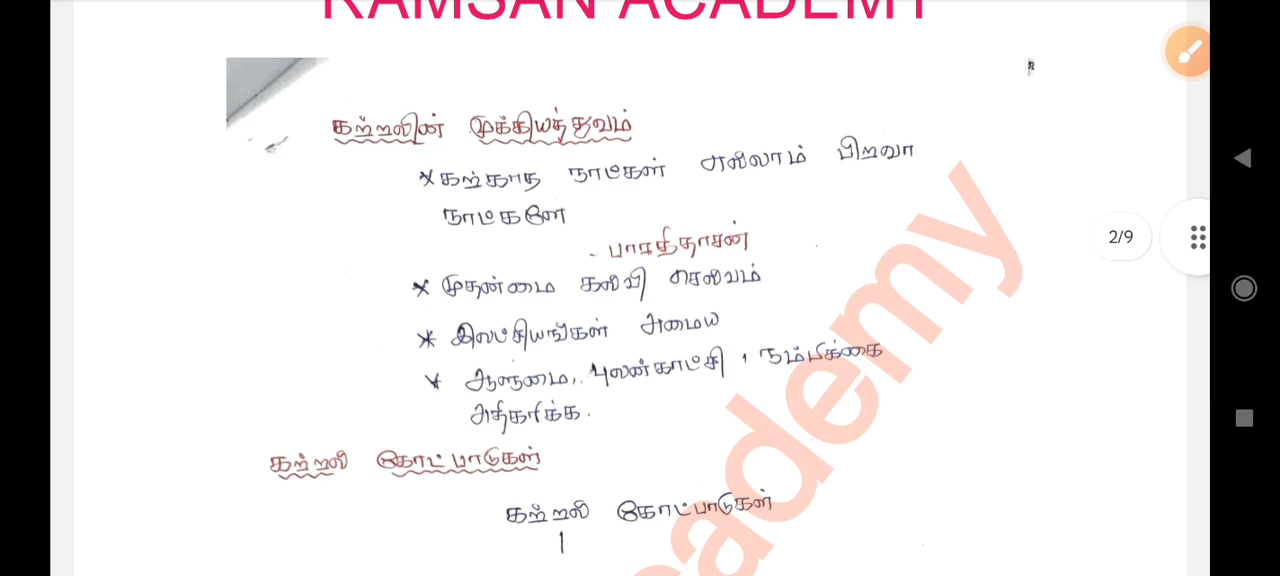 RAMSAN ACADEMY
கற்றலின் முக்கியத்துவம்
* கற்காத நாட்கள் எல்லாம் பிறவா
நாட்களே
- பாரதிதாசன்
* முதன்மை கல்வி செல்வம்
* இலட்சியங்கள் அமைய
* ஆளுமை, புலன்காட்சி, நம்பிக்கை
அதிகரிக்க.
கற்றல் கோட்பாடுகள்
கற்றல் கோட்பாடுகள்
2/9
ademy